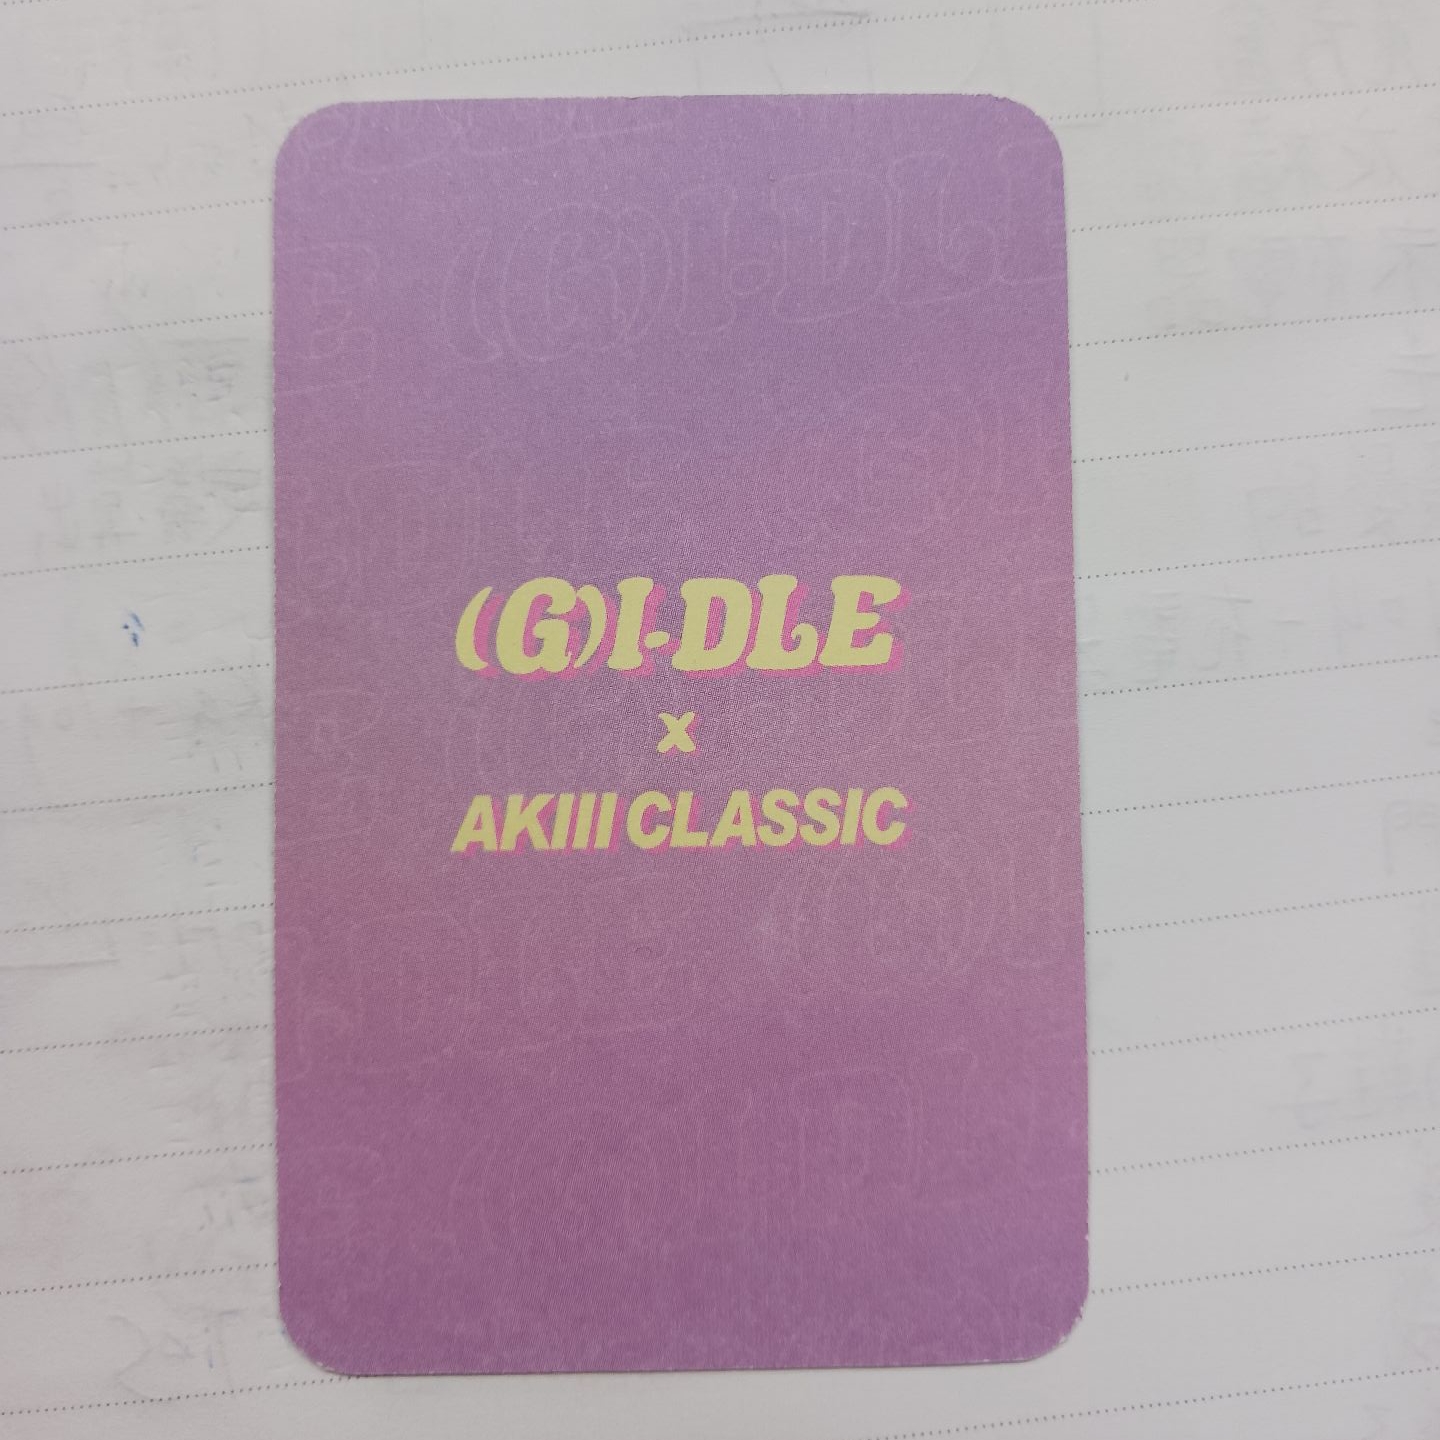 (G)I-DLE
x
AKIII CLASSIC